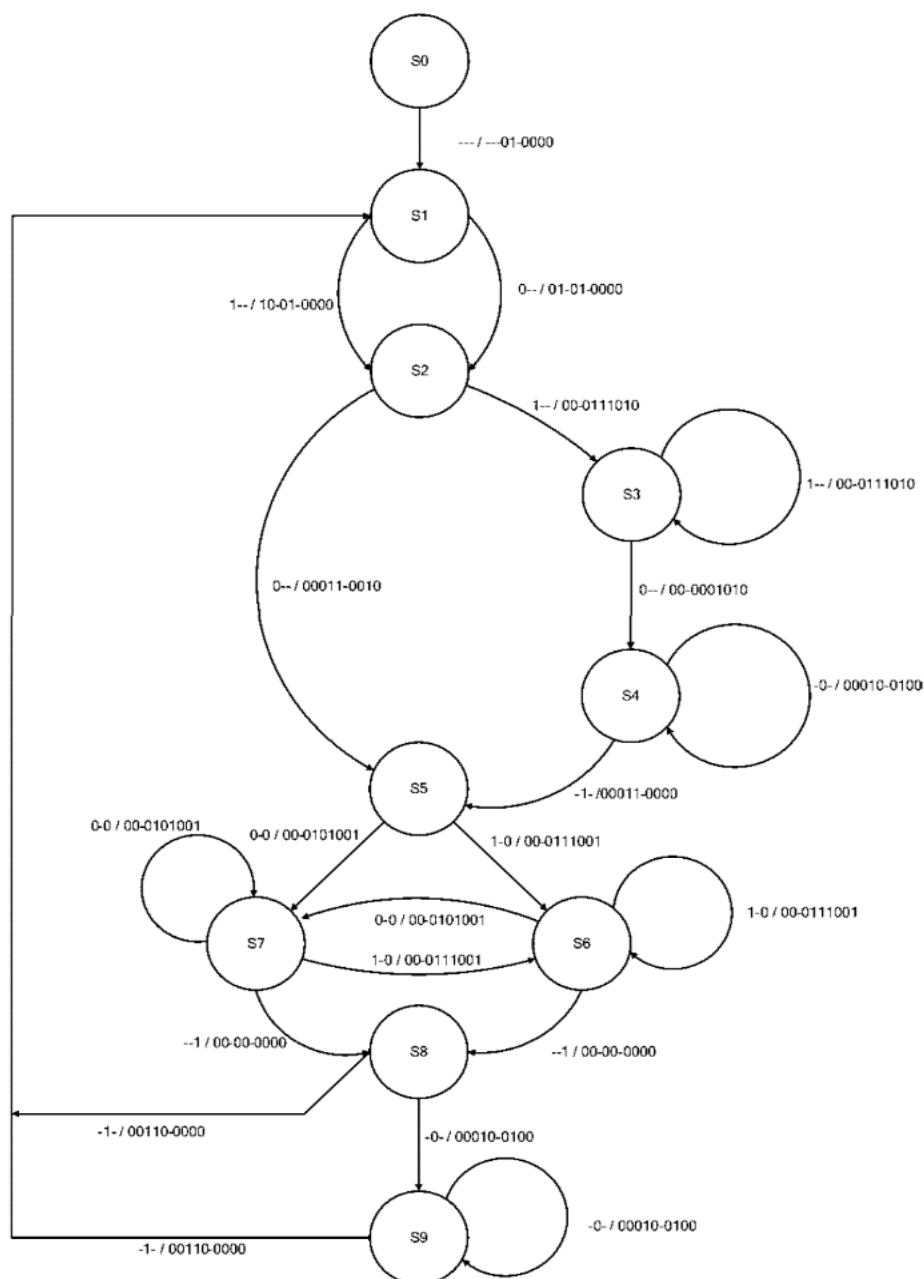 S0
--- / ---01-0000
S1
1-- / 10-01-0000
0-- / 01-01-0000
S2
1-- / 00-0111010
S3
1-- / 00-0111010
0-- / 00011-0010
0-- / 00-0001010
S4
-0- / 00010-0100
S5
-1- /00011-0000
0-0 / 00-0101001
0-0 / 00-0101001
1-0 / 00-0111001
S7
0-0 / 00-0101001
S6
1-0 / 00-0111001
1-0 / 00-0111001
--1 / 00-00-0000
S8
--1 / 00-00-0000
-1- / 00110-0000
-0- / 00010-0100
S9
-0- / 00010-0100
-1- / 00110-0000